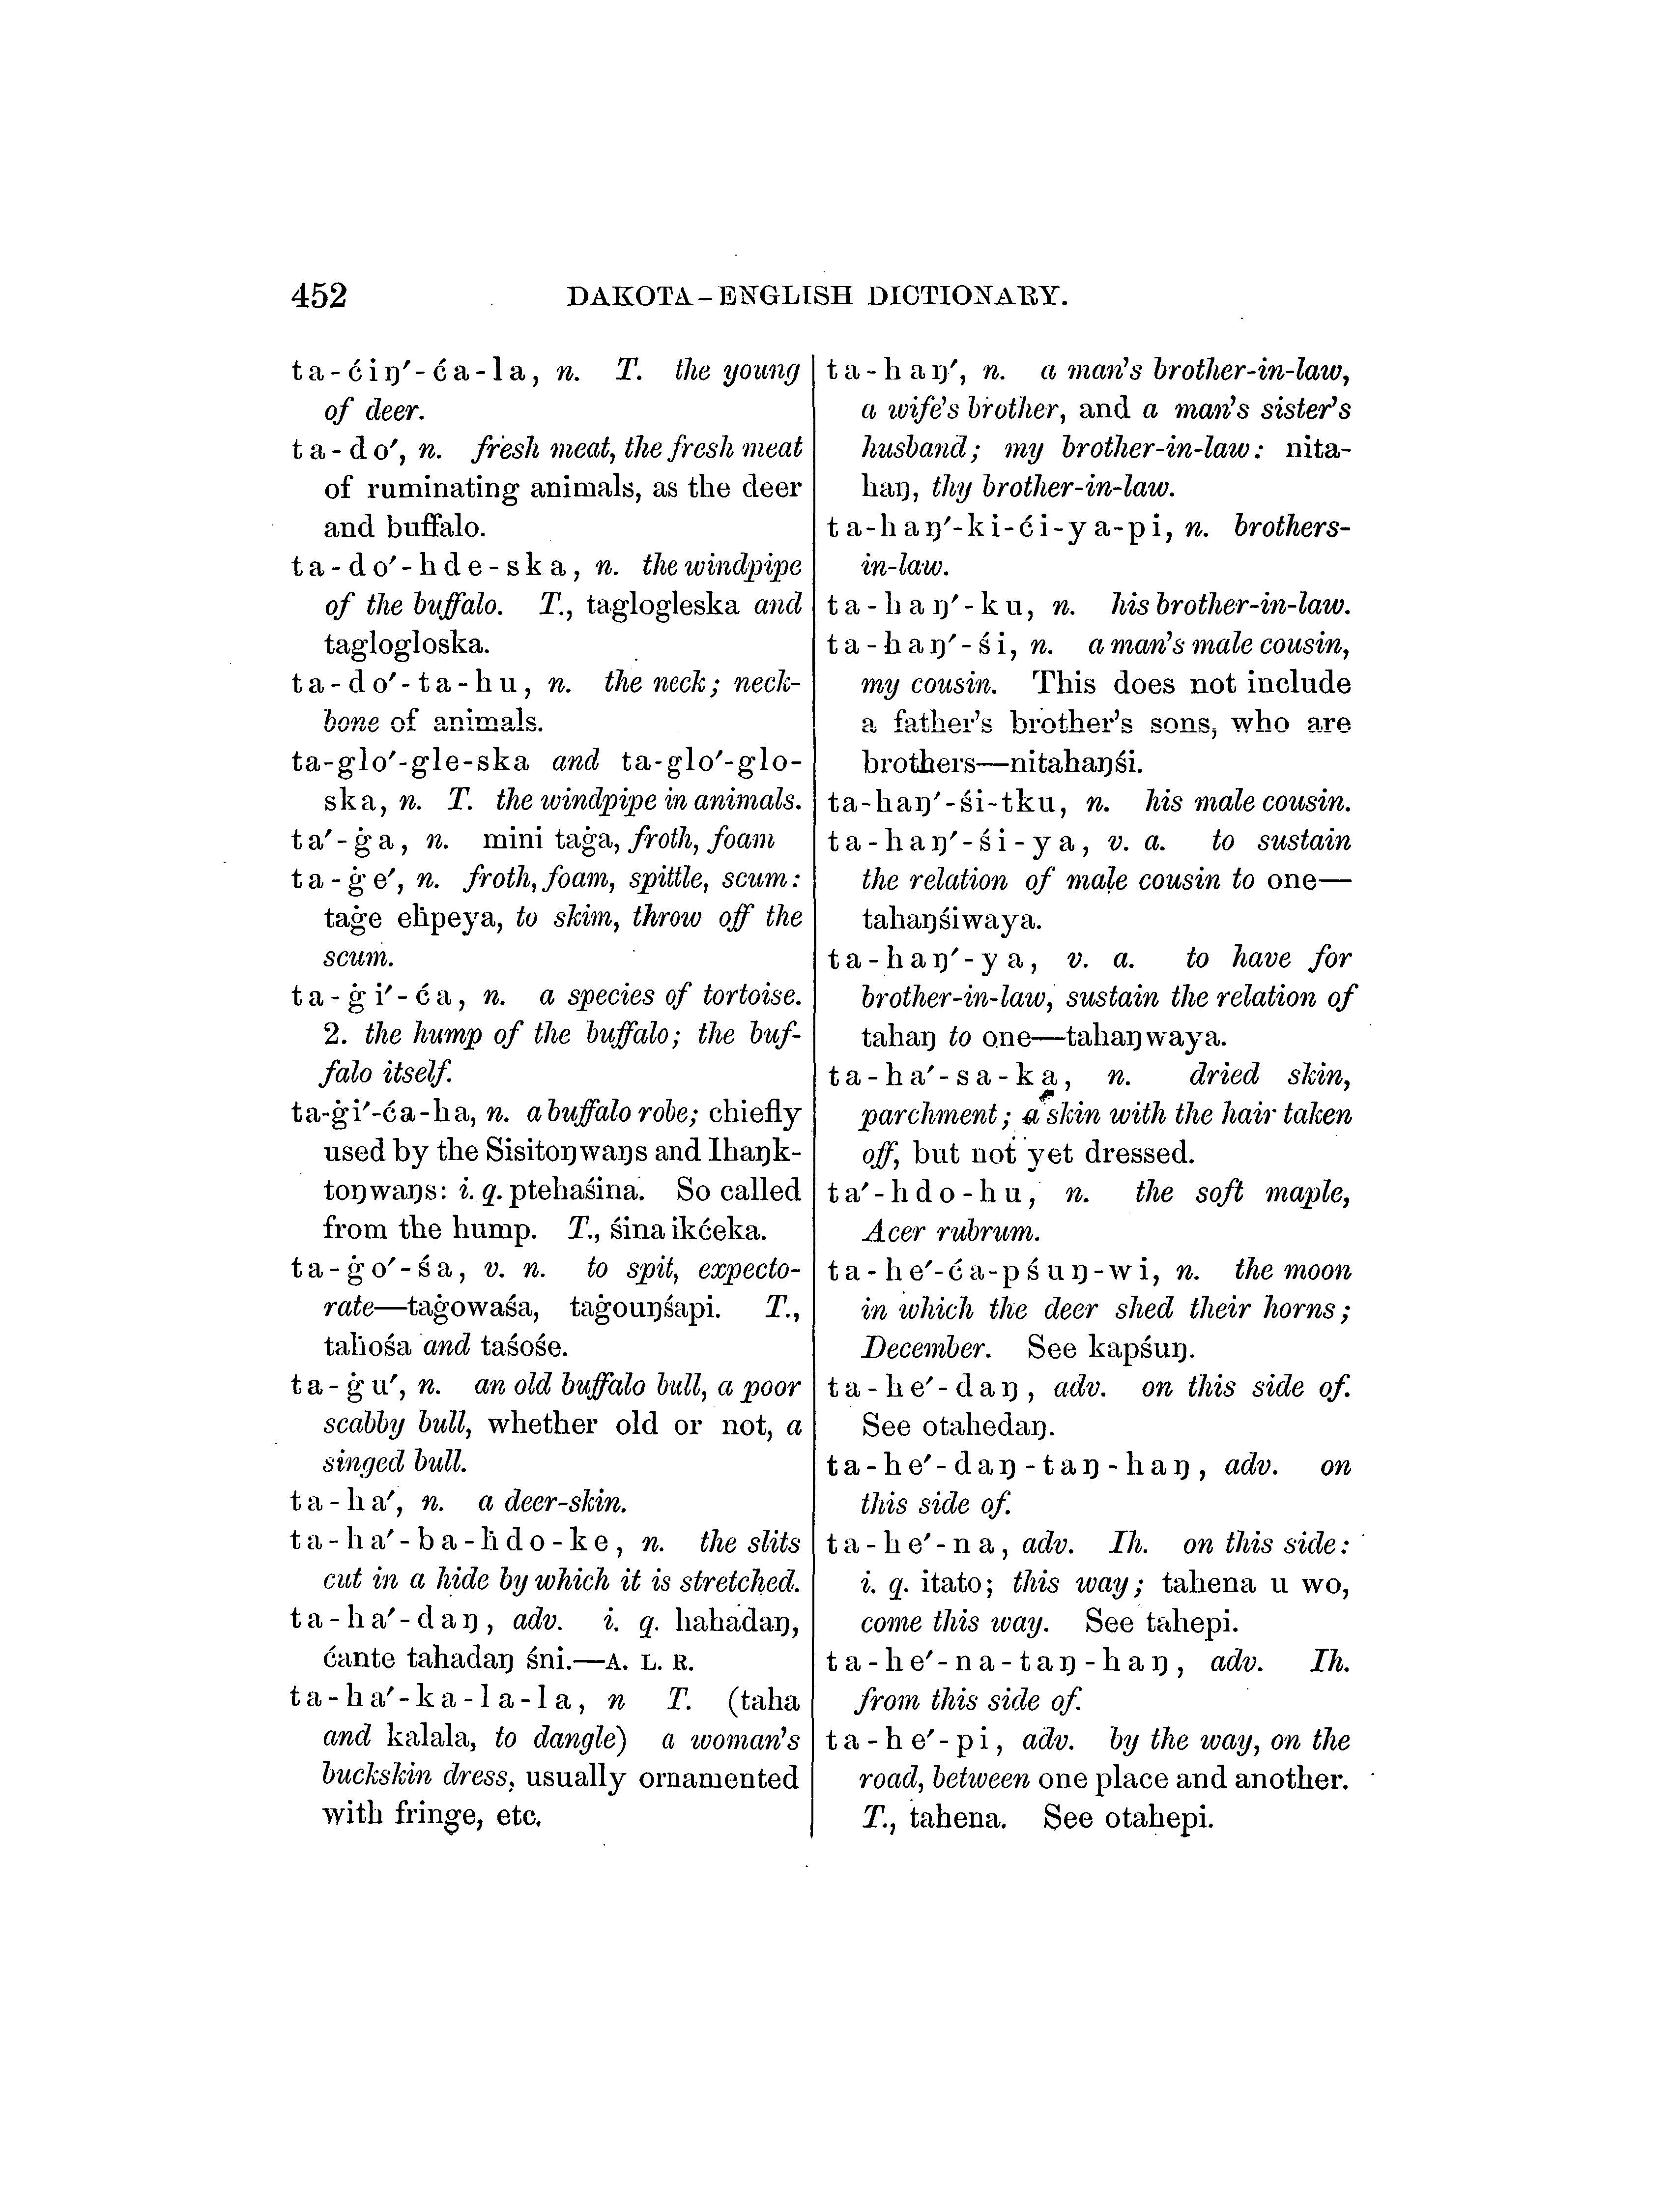 452 DAKOTA-ENGLISH DICTIONARY.
ta-ćiŋ′-ća-la, n. T. the young
of deer.
ta-do′, n. fresh meat, the fresh meat
of ruminating animals, as the deer
and buffalo.
ta-do′-hde-ska, n. the windpipe
of the buffalo. T., taglogleska and
taglogloska.
ta-do′-ta-hu, n. the neck; neck-
bone of animals.
ta-glo′-gle-ska and ta-glo′-glo-
ska, n. T. the windpipe in animals.
ta′-ġa, n. mini taġa, froth, foam
ta-ġe′, n. froth, foam, spittle, scum:
taġe eḣpeya, to skim, throw off the
scum.
ta-ġi′-ća, n. a species of tortoise.
2. the hump of the buffalo; the buf-
falo itself.
ta-ġi′-ća-ha, n. a buffalo robe; chiefly
used by the Sisitoŋwaŋs and Ihaŋk-
toŋwaŋs: i. q. ptehaśina. So called
from the hump. T., śina ikćeka.
ta-ġo′-śa, v. n. to spit, expecto-
rate—taġowaśa, taġouŋśapi. T.,
taḣośa and taśośe.
ta-ġu′, n. an old buffalo bull, a poor
scabby bull, whether old or not, a
singed bull.
ta-ha′, n. a deer-skin.
ta-ha′-ba-ḣdo-ke, n. the slits
cut in a hide by which it is stretched.
ta-ha′-daŋ, adv. i. q. hahadaŋ,
ćante tahadaŋ śni.—A. L. R.
ta-ha′-ka-la-la, n T. (taha
and kalala, to dangle) a woman's
buckskin dress, usually ornamented
with fringe, etc.
ta-haŋ′, n. a man's brother-in-law,
a wife's brother, and a man's sister's
husband; my brother-in-law: nita-
haŋ, thy brother-in-law.
ta-haŋ′-ki-ći-ya-pi, n. brothers-
in-law.
ta-haŋ′-ku, n. his brother-in-law.
ta-haŋ′-śi, n. a man's male cousin,
my cousin. This does not include
a father's brother's sons, who are
brothers—nitahaŋśi.
ta-haŋ′-śi-tku, n. his male cousin.
ta-haŋ′-śi-ya, v. a. to sustain
the relation of male cousin to one—
tahaŋśiwaya.
ta-haŋ′-ya, v. a. to have for
brother-in-law, sustain the relation of
tahaŋ to one—tahaŋwaya.
ta-ha′-sa-ka, n. dried skin,
parchment; a skin with the hair taken
off, but not yet dressed.
ta′-hdo-hu, n. the soft maple,
Acer rubrum.
ta-he′-ća-pśuŋ-wi, n. the moon
in which the deer shed their horns;
December. See kapśuŋ.
ta-he′-daŋ, adv. on this side of.
See otahedaŋ.
ta-he′-daŋ-taŋ-haŋ, adv. on
this side of.
ta-he′-na, adv. Ih. on this side:
i. q. itato; this way; tahena u wo,
come this way. See tahepi.
ta-he′-na-taŋ-haŋ, adv. Ih.
from this side of.
ta-he′-pi, adv. by the way, on the
road, between one place and another.
T., tahena. See otahepi.